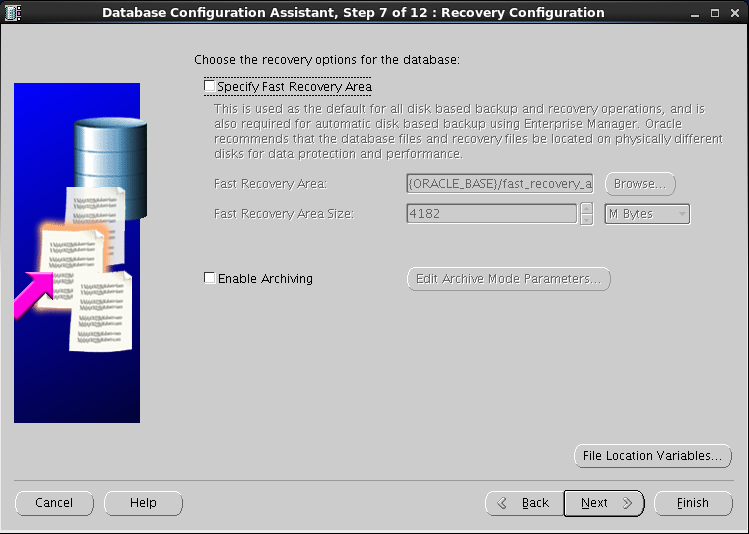 Database Configuration Assistant, Step 7 of 12 : Recovery Configuration
Choose the recovery options for the database:
Specify Fast Recovery Area
This is used as the default for all disk based backup and recovery operations, and is
also required for automatic disk based backup using Enterprise Manager. Oracle
recommends that the database files and recovery files be located on physically different
disks for data protection and performance.
Fast Recovery Area:
{ORACLE_BASE}/fast_recovery_a
Browse...
Fast Recovery Area Size:
4182
M Bytes
Enable Archiving
Edit Archive Mode Parameters...
File Location Variables...
Cancel
Help
Back
Next
Finish